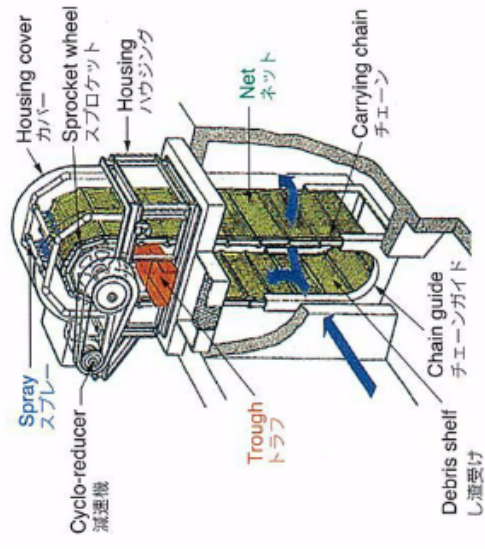 Housing cover
カバー
Sprocket wheel
スプロケット
Housing
ハウジング
Net
ネット
Carrying chain
チェーン
Spray
スプレー
Cyclo-reducer
減速機
Trough
トラフ
Debris shelf
し渣受け
Chain guide
チェーンガイド